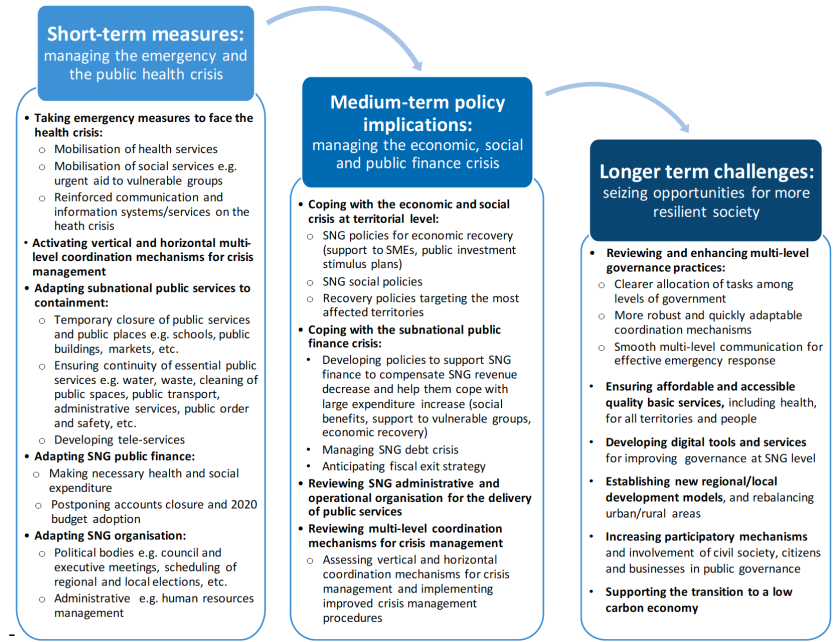 Short-term measures:
managing the emergency and
the public health crisis
• Taking emergency measures to face the
health crisis:
o Mobilisation of health services
o Mobilisation of social services e.g.
urgent aid to vulnerable groups
o Reinforced communication and
information systems/services on the
heath crisis
• Activating vertical and horizontal multi-
level coordination mechanisms for crisis
management
• Adapting subnational public services to
containment:
o Temporary closure of public services
and public places e.g. schools, public
buildings, markets, etc.
o Ensuring continuity of essential public
services e.g. water, waste, cleaning of
public spaces, public transport,
administrative services, public order
and safety, etc.
o Developing tele-services
• Adapting SNG public finance:
o Making necessary health and social
expenditure
o Postponing accounts closure and 2020
budget adoption
• Adapting SNG organisation:
o Political bodies e.g. council and
executive meetings, scheduling of
regional and local elections, etc.
o Administrative e.g. human resources
management
Medium-term policy
implications:
managing the economic, social
and public finance crisis
• Coping with the economic and social
crisis at territorial level:
o SNG policies for economic recovery
(support to SMEs, public investment
stimulus plans)
o SNG social policies
o Recovery policies targeting the most
affected territories
• Coping with the subnational public
finance crisis:
• Developing policies to support SNG
finance to compensate SNG revenue
decrease and help them cope with
large expenditure increase (social
benefits, support to vulnerable groups,
economic recovery)
• Managing SNG debt crisis
• Anticipating fiscal exit strategy
• Reviewing SNG administrative and
operational organisation for the delivery
of public services
• Reviewing multi-level coordination
mechanisms for crisis management
o Assessing vertical and horizontal
coordination mechanisms for crisis
management and implementing
improved crisis management
procedures
Longer term challenges:
seizing opportunities for more
resilient society
• Reviewing and enhancing multi-level
governance practices:
o Clearer allocation of tasks among
levels of government
o More robust and quickly adaptable
coordination mechanisms
o Smooth multi-level communication for
effective emergency response
• Ensuring affordable and accessible
quality basic services, including health,
for all territories and people
• Developing digital tools and services
for improving governance at SNG level
• Establishing new regional/local
development models, and rebalancing
urban/rural areas
• Increasing participatory mechanisms
and involvement of civil society, citizens
and businesses in public governance
• Supporting the transition to a low
carbon economy
–